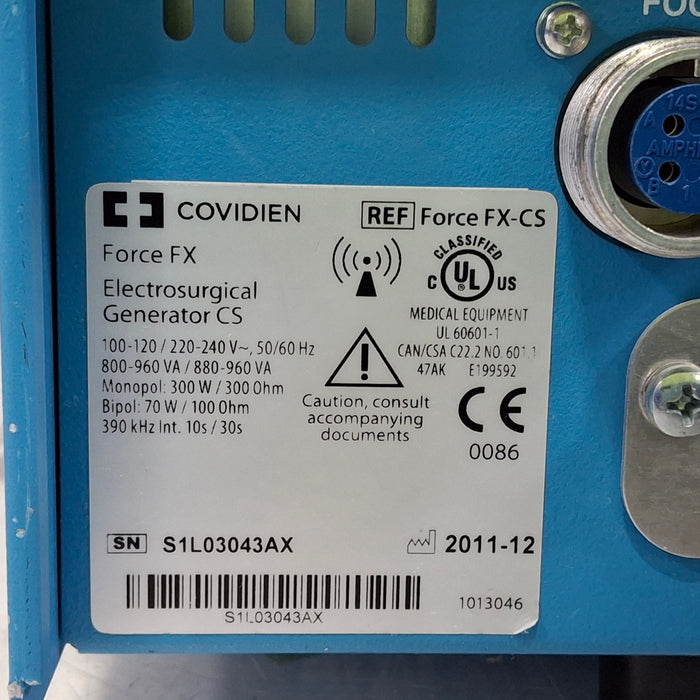 FOO
14S
A
AMPH
B
COVIDIEN
REF Force FX-CS
Force FX
Electrosurgical
Generator CS
100-120 / 220-240 V~, 50/60 Hz
800-960 VA / 880-960 VA
Monopol: 300 W / 300 Ohm
Bipol: 70 W / 100 Ohm
390 kHz Int. 10s / 30s
CLASSIFIED
C UL US
MEDICAL EQUIPMENT
UL 60601-1
CAN/CSA C22.2 NO. 601.1
47AK E199592
Caution, consult
accompanying
documents
CE
0086
SN S1L03043AX
2011-12
S1L03043AX
1013046